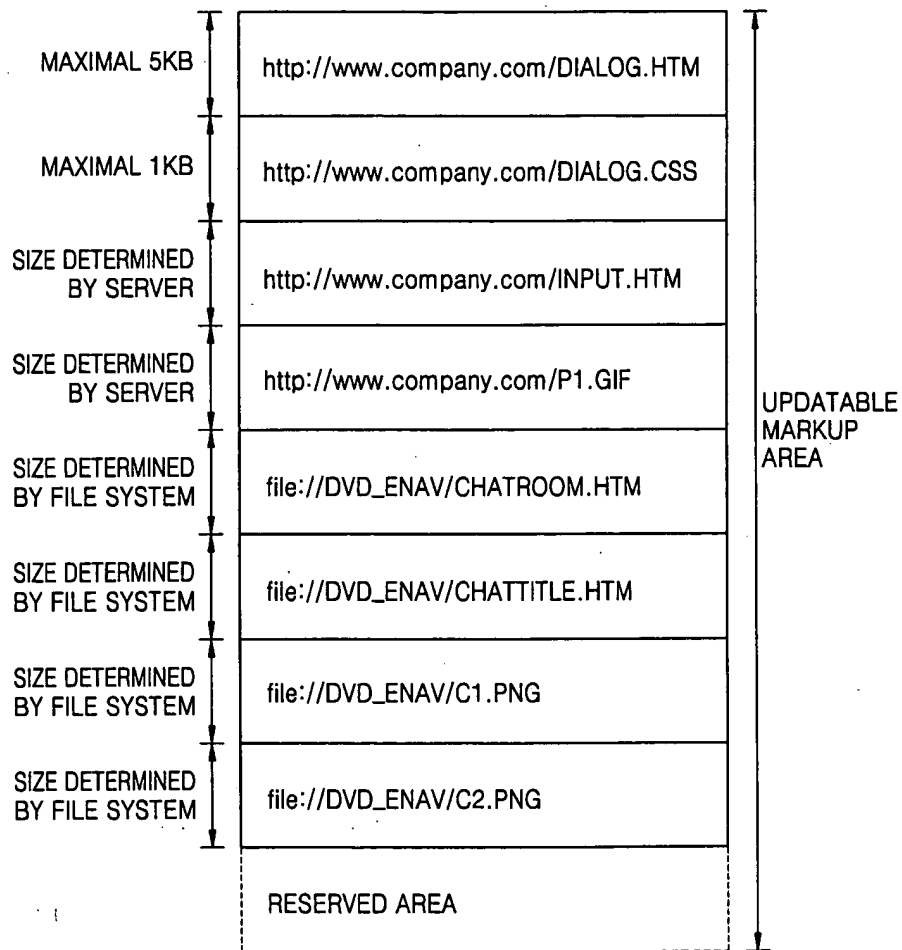 MAXIMAL 5KB
http://www.company.com/DIALOG.HTM
MAXIMAL 1KB
http://www.company.com/DIALOG.CSS
SIZE DETERMINED
BY SERVER
http://www.company.com/INPUT.HTM
SIZE DETERMINED
BY SERVER
http://www.company.com/P1.GIF
UPDATABLE
MARKUP
AREA
SIZE DETERMINED
BY FILE SYSTEM
file://DVD_ENAV/CHATROOM.HTM
SIZE DETERMINED
BY FILE SYSTEM
file://DVD_ENAV/CHATTITLE.HTM
SIZE DETERMINED
BY FILE SYSTEM
file://DVD_ENAV/C1.PNG
SIZE DETERMINED
BY FILE SYSTEM
file://DVD_ENAV/C2.PNG
RESERVED AREA